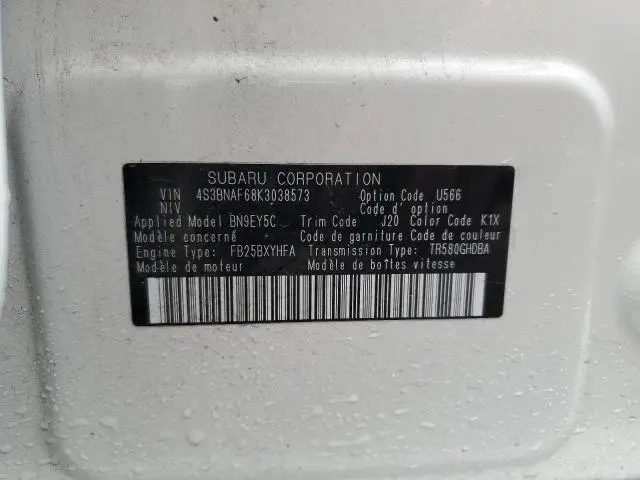 SUBARU CORPORATION
VIN 4S3BNAF68K3038573 Option Code U566
NIV Code d' option
Applied Model BN9EY5C Trim Code J20 Color Code K1X
Modèle concerné Code de garniture Code de couleur
Engine Type: FB25BXYHFA Transmission Type: TR580GHDBA
Modèle de moteur Modèle de boîtes vitesse